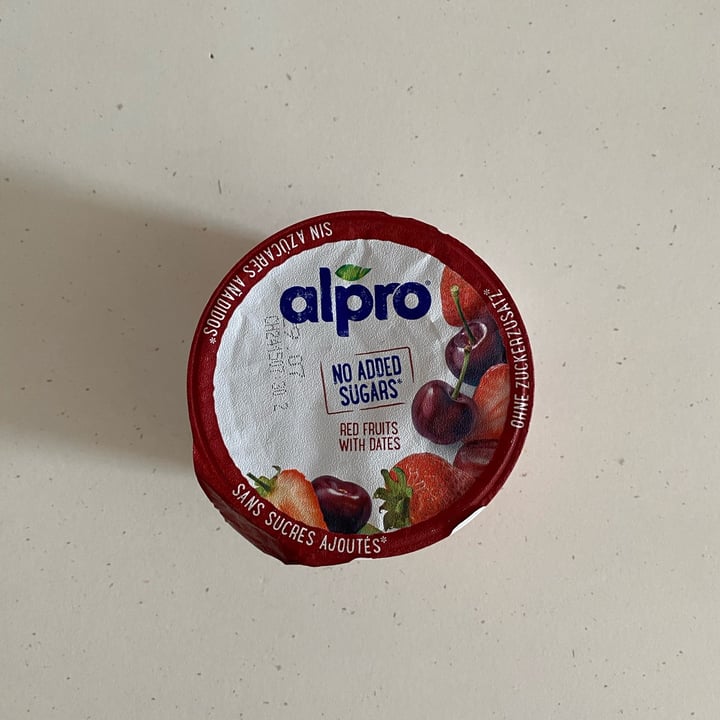 SIN AZÚCARES AÑADIDOS*
alpro
NO ADDED
SUGARS*
RED FRUITS
WITH DATES
OHNE ZUCKERZUSATZ*
SANS SUCRES AJOUTÉS*